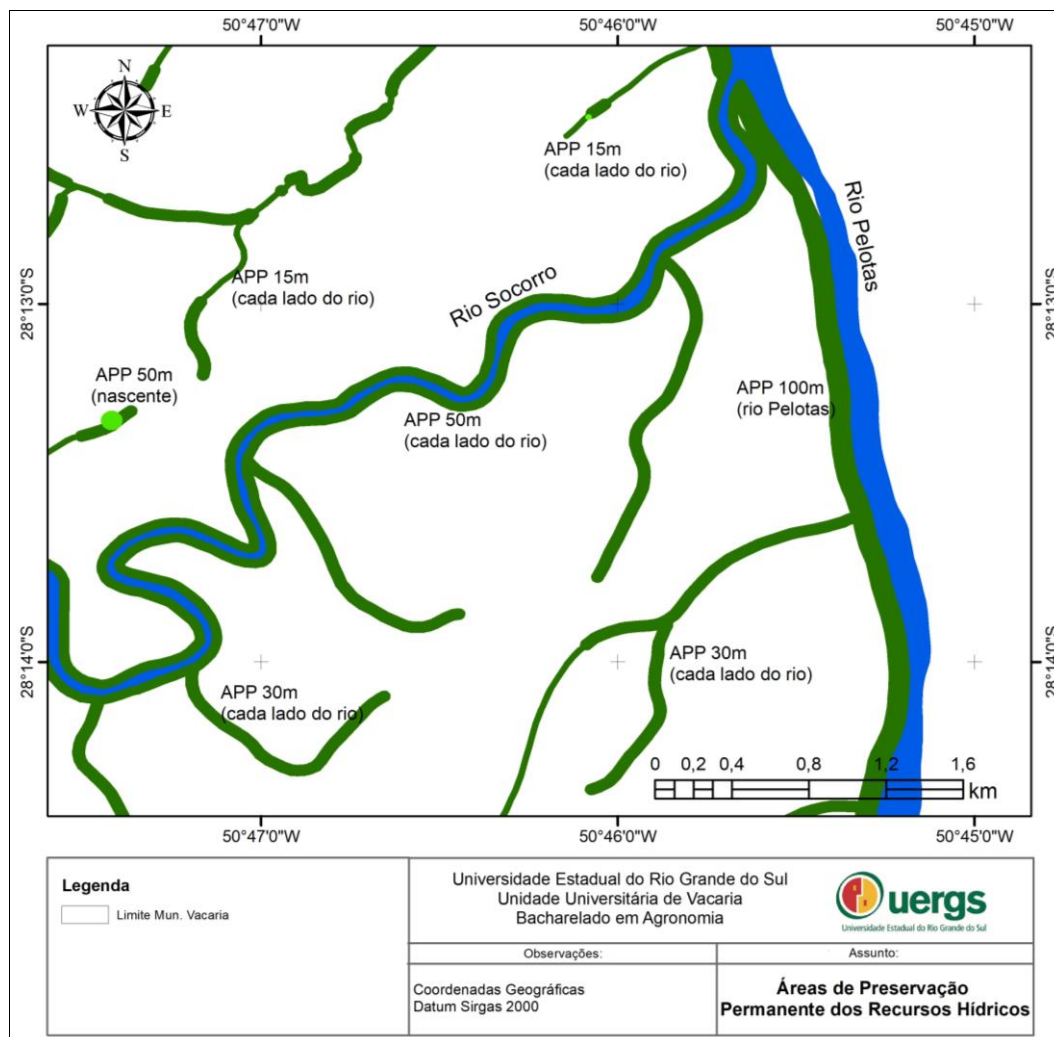 50°47'0"W
50°46'0"W
50°45'0"W
N
W
E
S
APP 15m
(cada lado do rio)
Rio Pelotas
APP 15m
(cada lado do rio)
Rio Socorro
28°13'0"S
28°13'0"S
APP 50m
(nascente)
APP 50m
(cada lado do rio)
APP 100m
(rio Pelotas)
28°14'0"S
28°14'0"S
APP 30m
(cada lado do rio)
APP 30m
(cada lado do rio)
0 0,2 0,4 0,8 1,2 1,6
km
50°47'0"W
50°46'0"W
50°45'0"W
Legenda
Limite Mun. Vacaria
Universidade Estadual do Rio Grande do Sul
Unidade Universitária de Vacaria
Bacharelado em Agronomia
uergs
Universidade Estadual do Rio Grande do Sul
Observações:
Assunto:
Coordenadas Geográficas
Datum Sirgas 2000
Áreas de Preservação
Permanente dos Recursos Hídricos